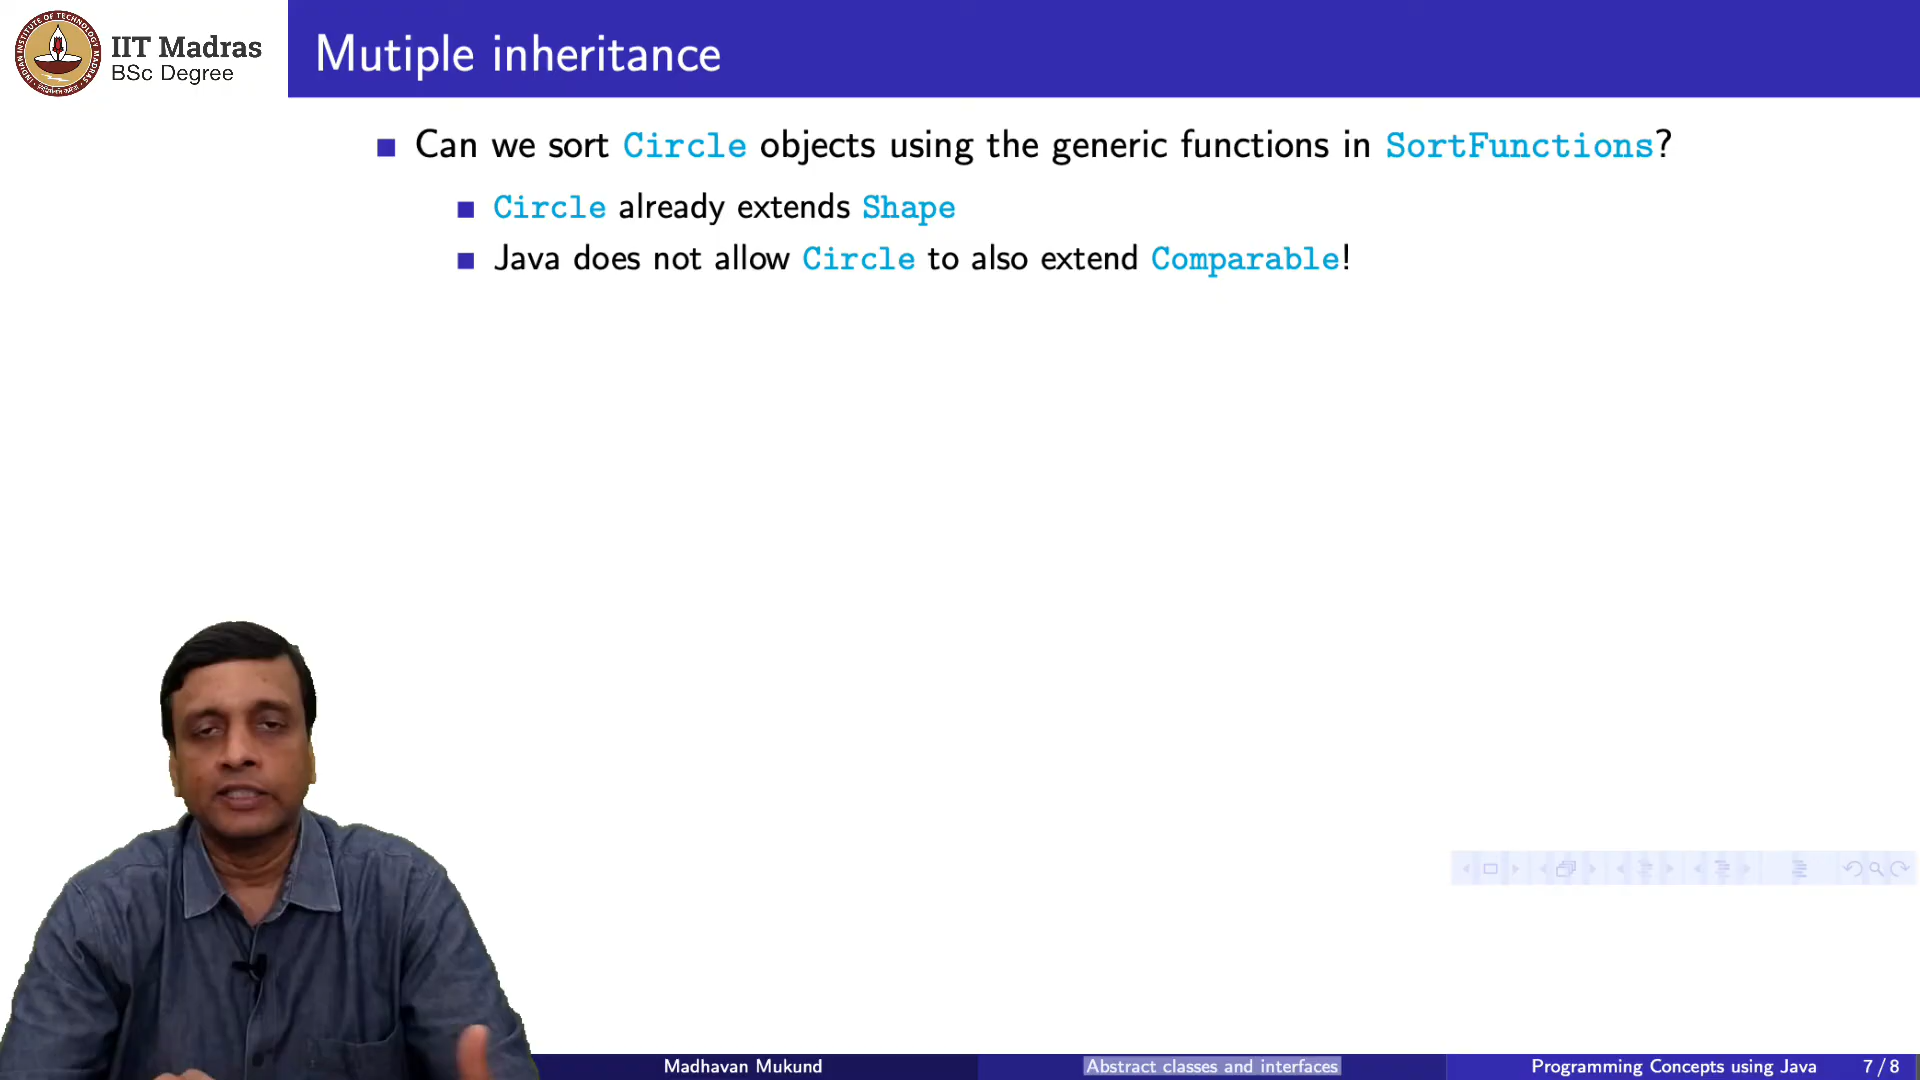 IIT Madras
BSc Degree
Mutiple inheritance
Can we sort Circle objects using the generic functions in SortFunctions?
Circle already extends Shape
Java does not allow Circle to also extend Comparable!
Madhavan Mukund
Abstract classes and interfaces
Programming Concepts using Java
7 / 8